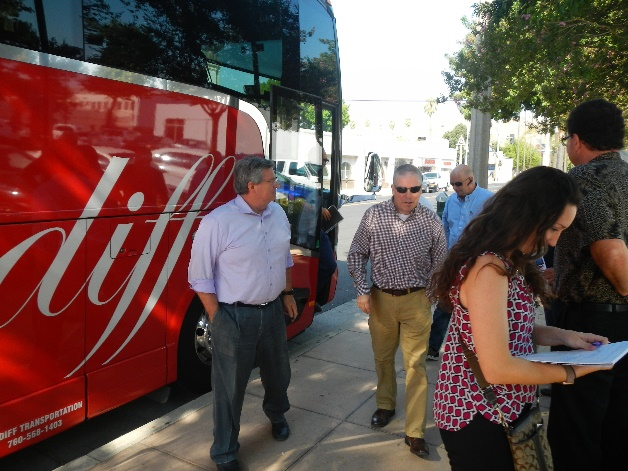 diff
DIFF TRANSPORTATION
760-568-1403